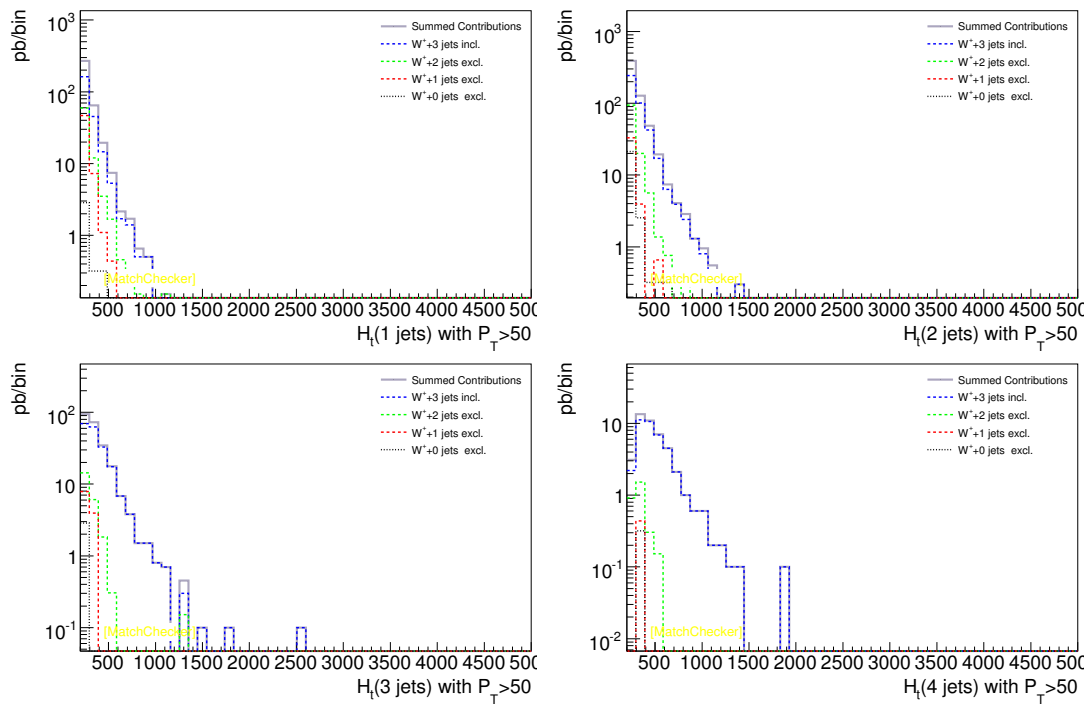 pb/bin
10³
10²
10
1
Summed Contributions
W⁺+3 jets incl.
W⁺+2 jets excl.
W⁺+1 jets excl.
W⁺+0 jets excl.
[MatchChecker]
500 1000 1500 2000 2500 3000 3500 4000 4500 500
H_t(1 jets) with P_T>50
pb/bin
10³
10²
10
1
Summed Contributions
W⁺+3 jets incl.
W⁺+2 jets excl.
W⁺+1 jets excl.
W⁺+0 jets excl.
[MatchChecker]
500 1000 1500 2000 2500 3000 3500 4000 4500 500
H_t(2 jets) with P_T>50
pb/bin
10²
10
1
10⁻¹
Summed Contributions
W⁺+3 jets incl.
W⁺+2 jets excl.
W⁺+1 jets excl.
W⁺+0 jets excl.
[MatchChecker]
500 1000 1500 2000 2500 3000 3500 4000 4500 500
H_t(3 jets) with P_T>50
pb/bin
10
1
10⁻¹
10⁻²
Summed Contributions
W⁺+3 jets incl.
W⁺+2 jets excl.
W⁺+1 jets excl.
W⁺+0 jets excl.
[MatchChecker]
500 1000 1500 2000 2500 3000 3500 4000 4500 500
H_t(4 jets) with P_T>50